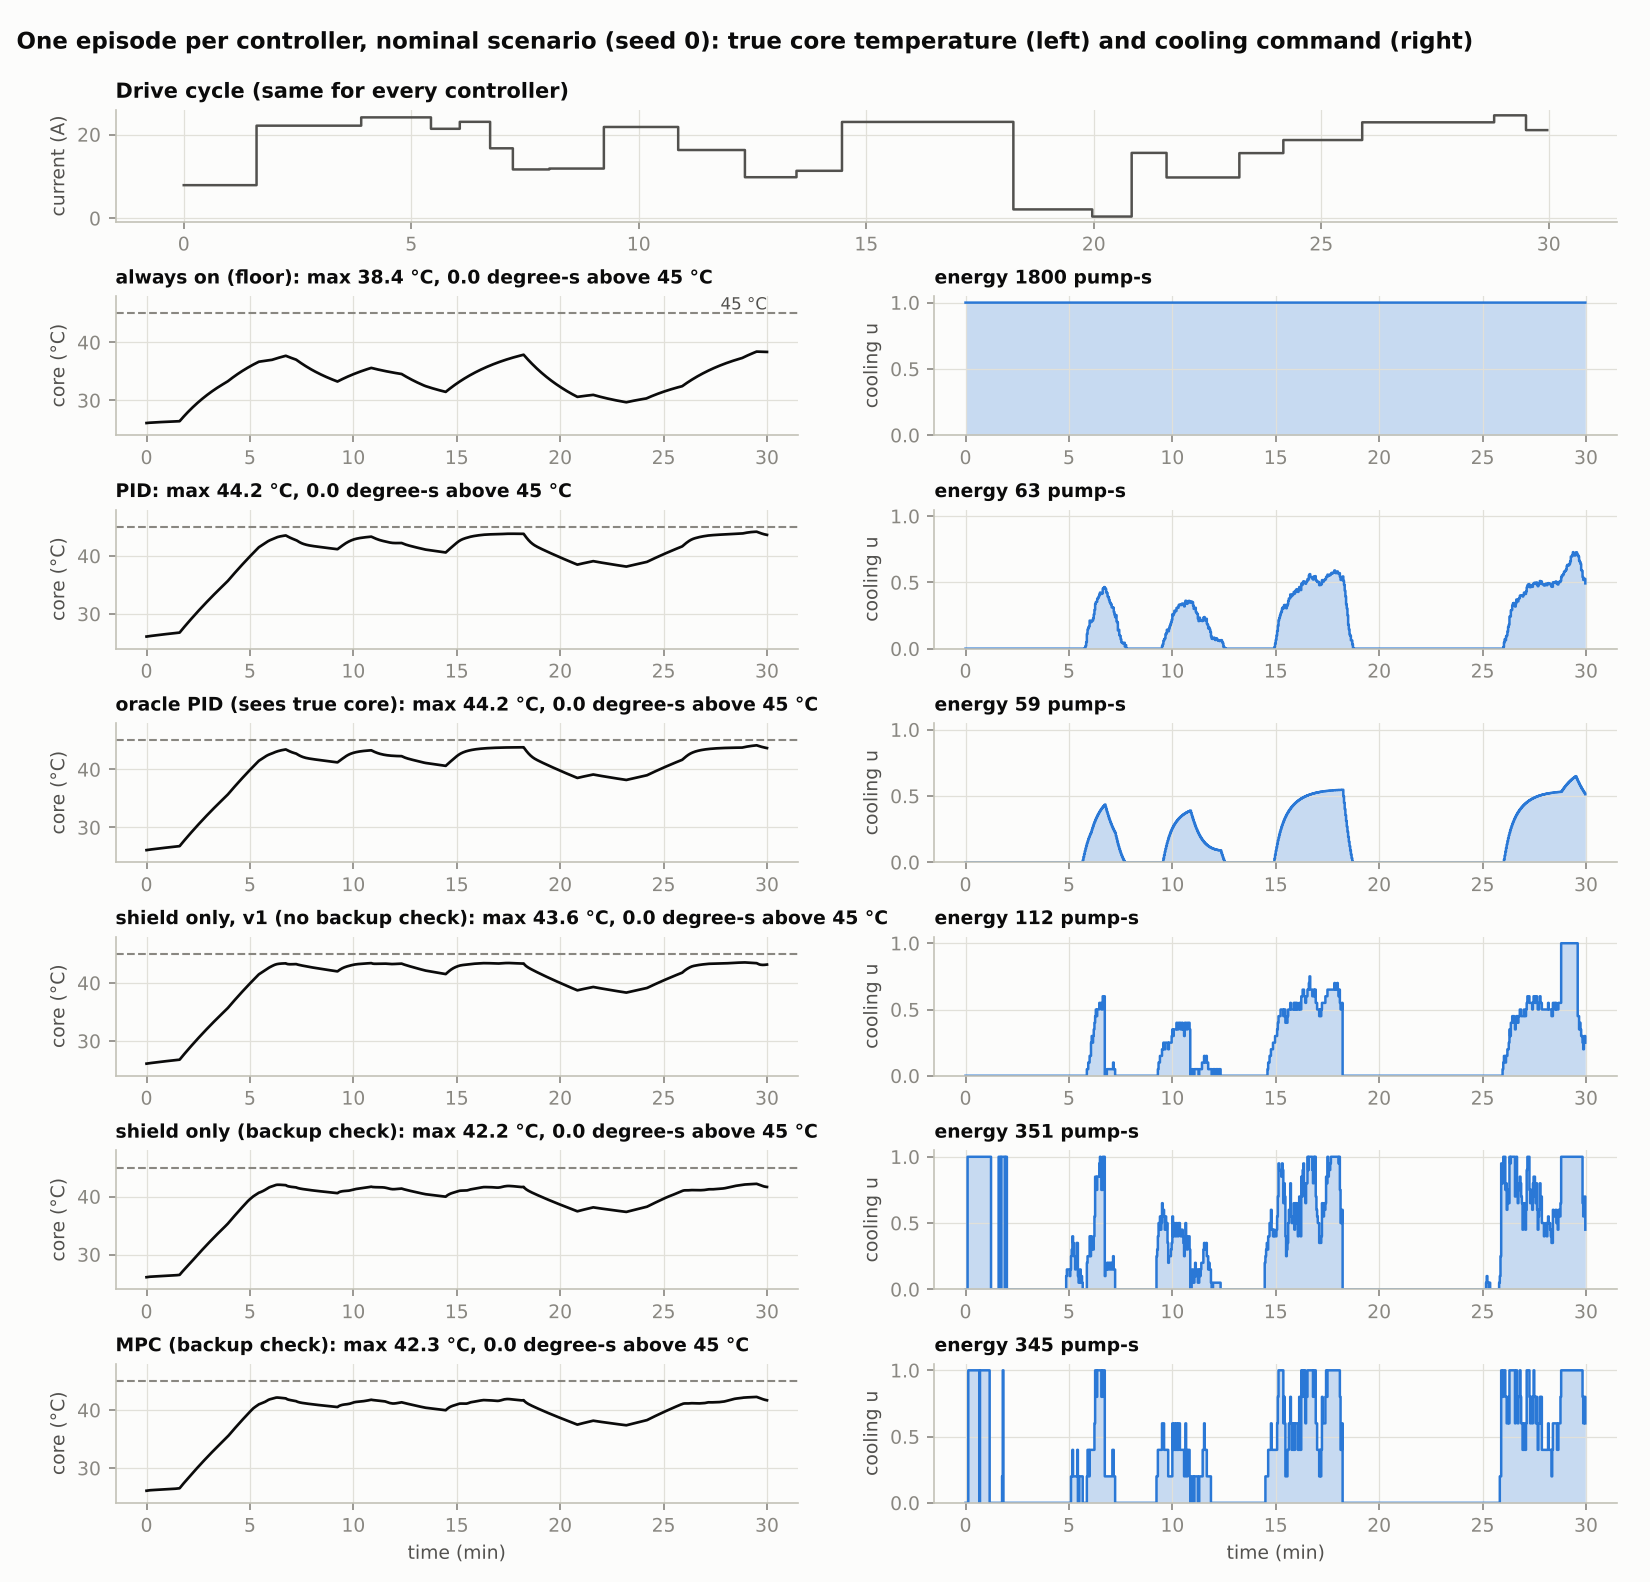 One episode per controller, nominal scenario (seed 0): true core temperature (left) and cooling command (right)
Drive cycle (same for every controller)
current (A)
20
0
0 5 10 15 20 25 30
always on (floor): max 38.4 °C, 0.0 degree-s above 45 °C
energy 1800 pump-s
45 °C
core (°C)
40
30
0 5 10 15 20 25 30
cooling u
1.0
0.5
0.0
0 5 10 15 20 25 30
PID: max 44.2 °C, 0.0 degree-s above 45 °C
energy 63 pump-s
core (°C)
40
30
0 5 10 15 20 25 30
cooling u
1.0
0.5
0.0
0 5 10 15 20 25 30
oracle PID (sees true core): max 44.2 °C, 0.0 degree-s above 45 °C
energy 59 pump-s
core (°C)
40
30
0 5 10 15 20 25 30
cooling u
1.0
0.5
0.0
0 5 10 15 20 25 30
shield only, v1 (no backup check): max 43.6 °C, 0.0 degree-s above 45 °C
energy 112 pump-s
core (°C)
40
30
0 5 10 15 20 25 30
cooling u
1.0
0.5
0.0
0 5 10 15 20 25 30
shield only (backup check): max 42.2 °C, 0.0 degree-s above 45 °C
energy 351 pump-s
core (°C)
40
30
0 5 10 15 20 25 30
cooling u
1.0
0.5
0.0
0 5 10 15 20 25 30
MPC (backup check): max 42.3 °C, 0.0 degree-s above 45 °C
energy 345 pump-s
core (°C)
40
30
0 5 10 15 20 25 30
time (min)
cooling u
1.0
0.5
0.0
0 5 10 15 20 25 30
time (min)